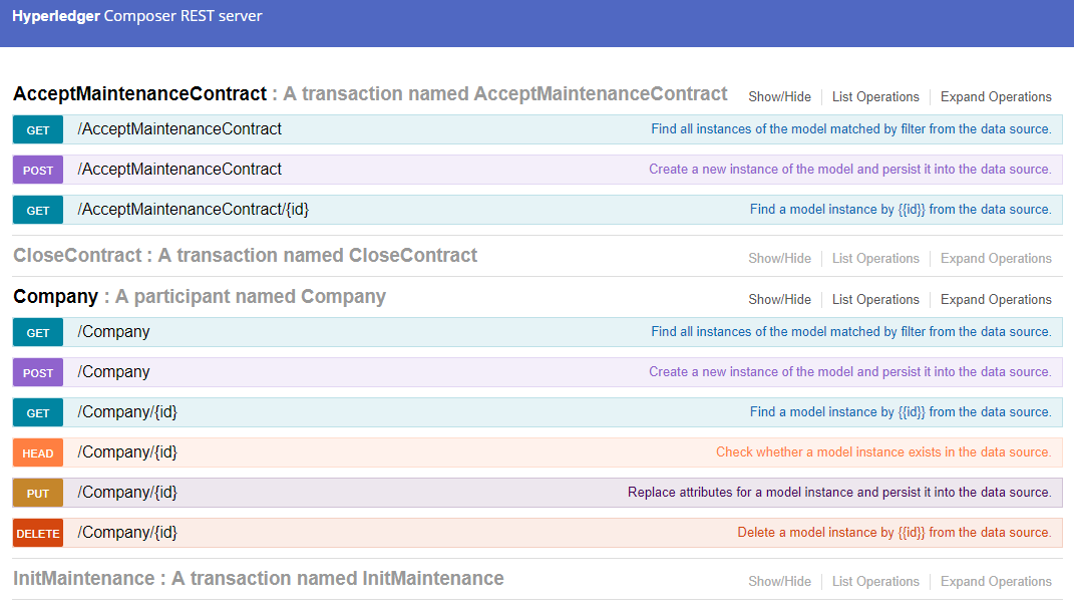 Hyperledger Composer REST server
AcceptMaintenanceContract : A transaction named AcceptMaintenanceContract Show/Hide List Operations Expand Operations
GET /AcceptMaintenanceContract Find all instances of the model matched by filter from the data source.
POST /AcceptMaintenanceContract Create a new instance of the model and persist it into the data source.
GET /AcceptMaintenanceContract/{id} Find a model instance by {{id}} from the data source.
CloseContract : A transaction named CloseContract Show/Hide List Operations Expand Operations
Company : A participant named Company Show/Hide List Operations Expand Operations
GET /Company Find all instances of the model matched by filter from the data source.
POST /Company Create a new instance of the model and persist it into the data source.
GET /Company/{id} Find a model instance by {{id}} from the data source.
HEAD /Company/{id} Check whether a model instance exists in the data source.
PUT /Company/{id} Replace attributes for a model instance and persist it into the data source.
DELETE /Company/{id} Delete a model instance by {{id}} from the data source.
InitMaintenance : A transaction named InitMaintenance Show/Hide List Operations Expand Operations